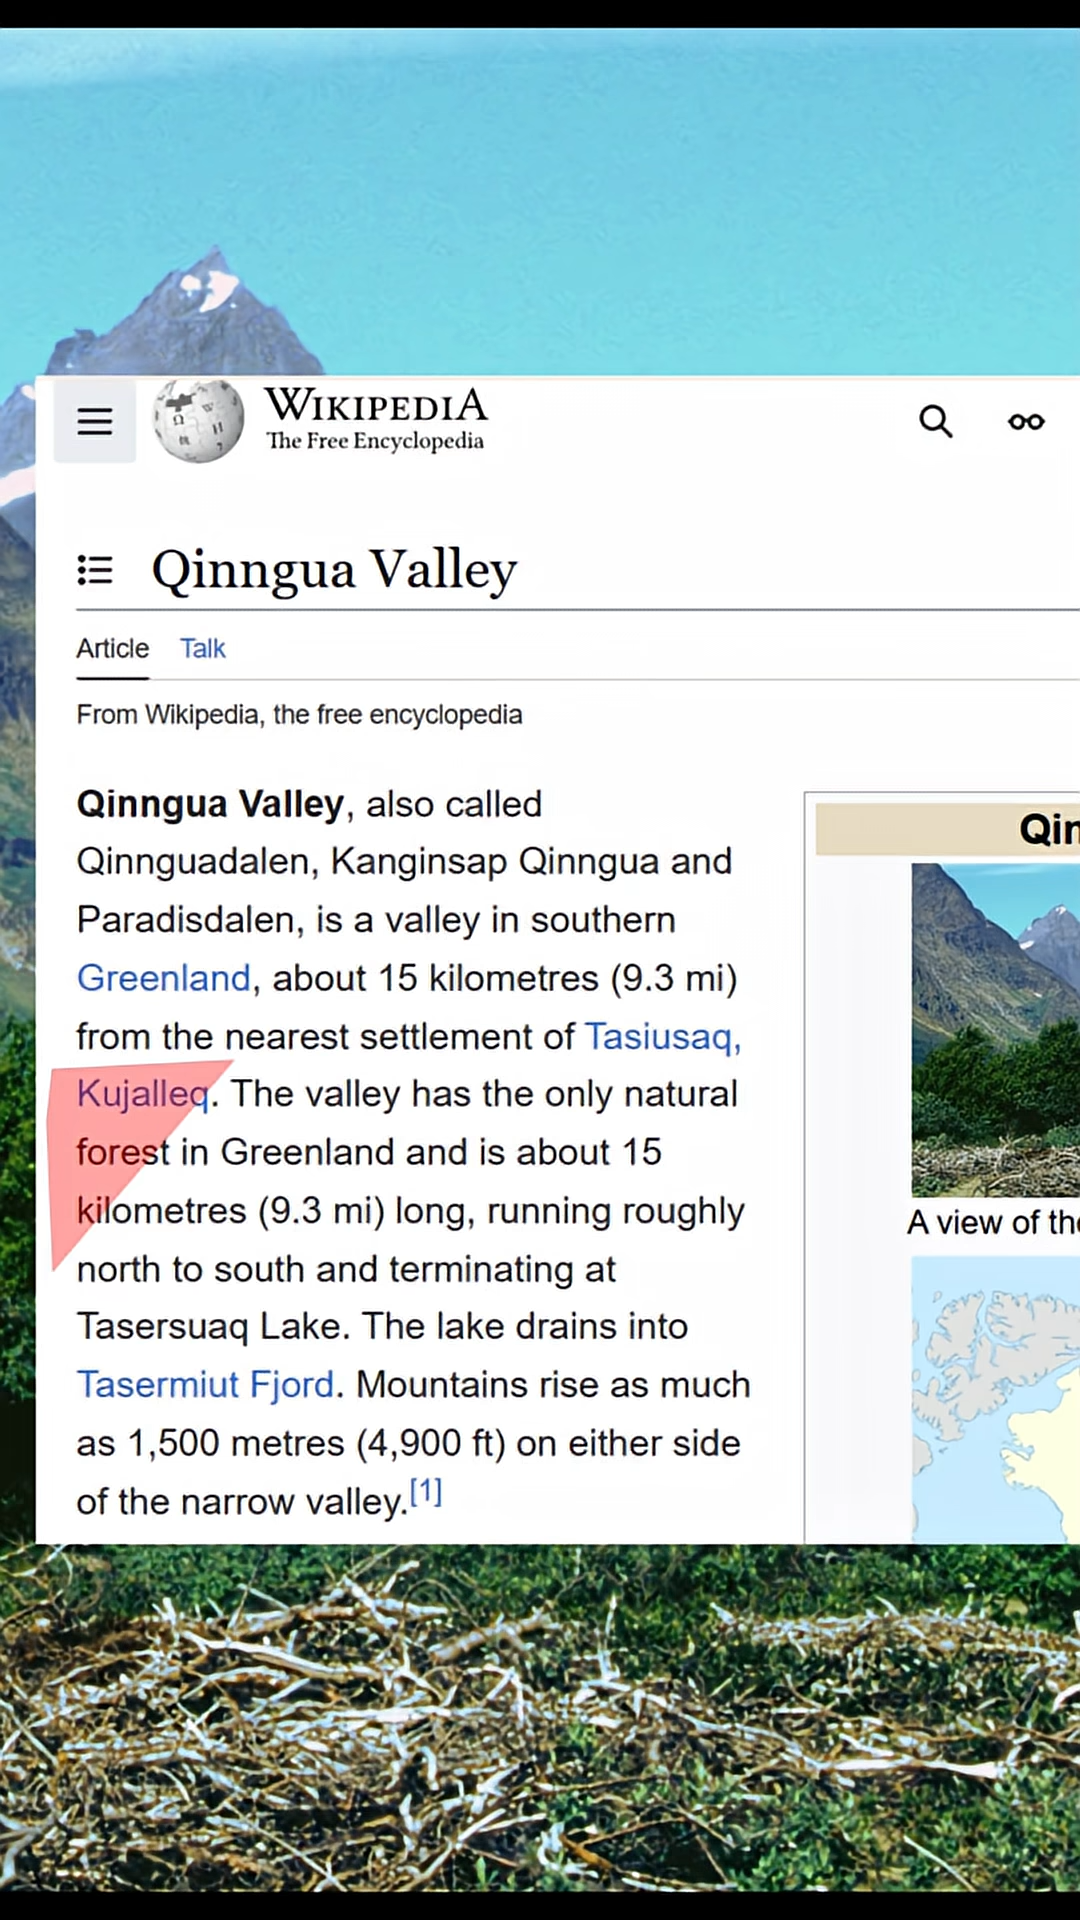 WIKIPEDIA
The Free Encyclopedia
Qinngua Valley
Article Talk
From Wikipedia, the free encyclopedia
Qinngua Valley, also called
Qinnguadalen, Kanginsap Qinngua and
Paradisdalen, is a valley in southern
Greenland, about 15 kilometres (9.3 mi)
from the nearest settlement of Tasiusaq,
Kujalleq. The valley has the only natural
forest in Greenland and is about 15
kilometres (9.3 mi) long, running roughly
north to south and terminating at
Tasersuaq Lake. The lake drains into
Tasermiut Fjord. Mountains rise as much
as 1,500 metres (4,900 ft) on either side
of the narrow valley.[1]
Qin
A view of the